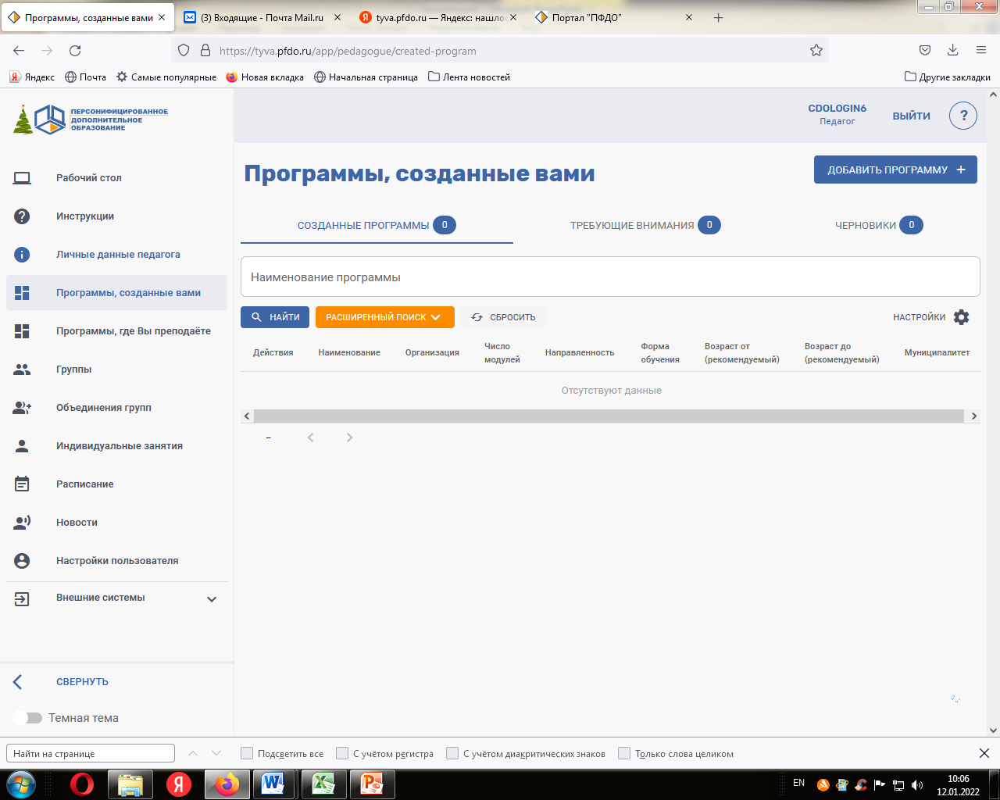 Программы, созданные вами
(3) Входящие - Почта Mail.ru
tyva.pfdo.ru — Яндекс: нашлос
Портал "ПФДО"
https://tyva.pfdo.ru/app/pedagogue/created-program
Яндекс
Почта
Самые популярные
Новая вкладка
Начальная страница
Лента новостей
Другие закладки
ПЕРСОНИФИЦИРОВАННОЕ
ДОПОЛНИТЕЛЬНОЕ
ОБРАЗОВАНИЕ
CDOLOGIN6
Педагог
ВЫЙТИ
?
Рабочий стол
Инструкции
Личные данные педагога
Программы, созданные вами
Программы, где Вы преподаёте
Группы
Объединения групп
Индивидуальные занятия
Расписание
Новости
Настройки пользователя
Внешние системы
СВЕРНУТЬ
Темная тема
Программы, созданные вами
ДОБАВИТЬ ПРОГРАММУ +
СОЗДАННЫЕ ПРОГРАММЫ 0
ТРЕБУЮЩИЕ ВНИМАНИЯ 0
ЧЕРНОВИКИ 0
Наименование программы
НАЙТИ
РАСШИРЕННЫЙ ПОИСК
СБРОСИТЬ
НАСТРОЙКИ
Действия
Наименование
Организация
Число
модулей
Направленность
Форма
обучения
Возраст от
(рекомендуемый)
Возраст до
(рекомендуемый)
Муниципалитет
Отсутствуют данные
–
Найти на странице
Подсветить все
С учётом регистра
С учётом диакритических знаков
Только слова целиком
EN
10:06
12.01.2022